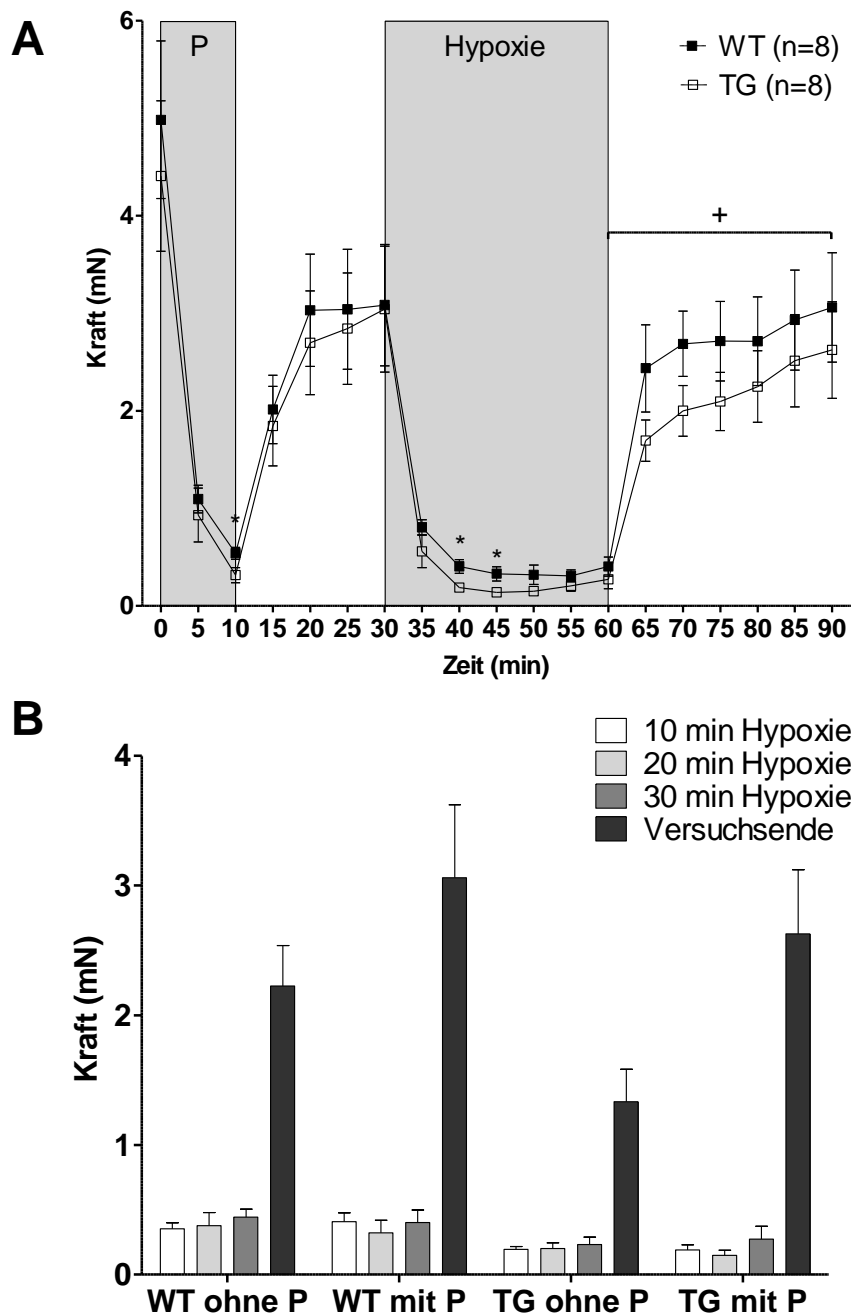 A
6
4
2
0
Kraft (mN)
P
Hypoxie
WT (n=8)
TG (n=8)
+
*
* *
0 5 10 15 20 25 30 35 40 45 50 55 60 65 70 75 80 85 90
Zeit (min)
B
10 min Hypoxie
20 min Hypoxie
30 min Hypoxie
Versuchsende
4
3
2
1
0
Kraft (mN)
WT ohne P WT mit P TG ohne P TG mit P